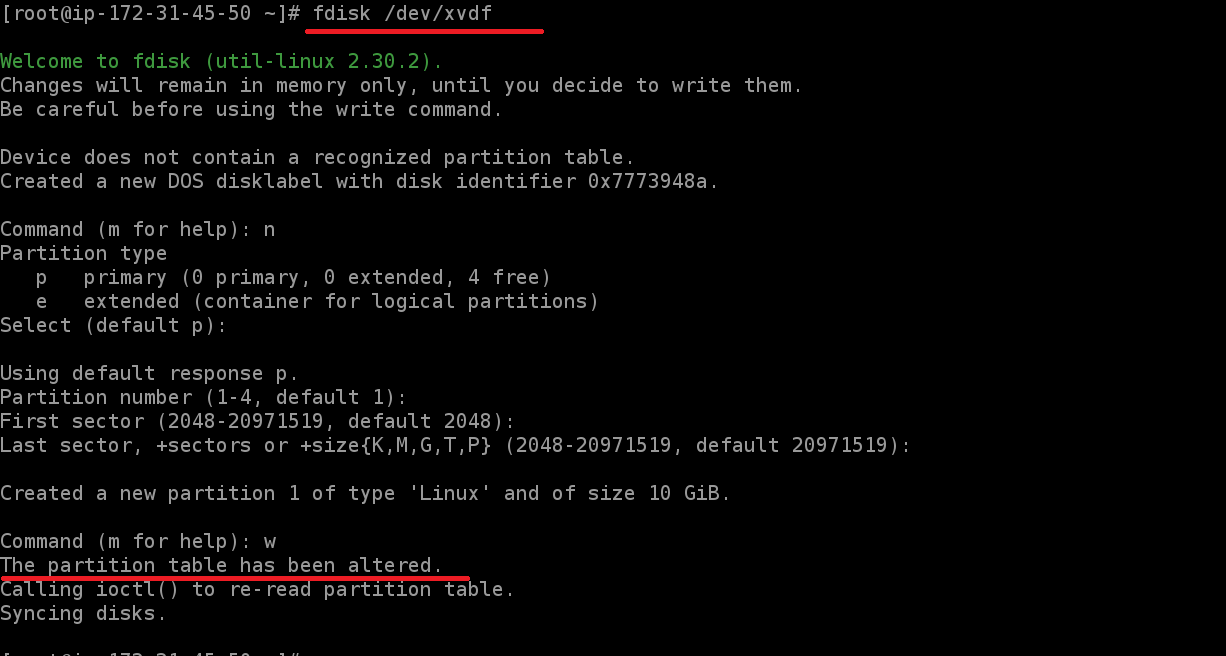 [root@ip-172-31-45-50 ~]# fdisk /dev/xvdf
Welcome to fdisk (util-linux 2.30.2).
Changes will remain in memory only, until you decide to write them.
Be careful before using the write command.
Device does not contain a recognized partition table.
Created a new DOS disklabel with disk identifier 0x7773948a.
Command (m for help): n
Partition type
   p   primary (0 primary, 0 extended, 4 free)
   e   extended (container for logical partitions)
Select (default p):
Using default response p.
Partition number (1-4, default 1):
First sector (2048-20971519, default 2048):
Last sector, +sectors or +size{K,M,G,T,P} (2048-20971519, default 20971519):
Created a new partition 1 of type 'Linux' and of size 10 GiB.
Command (m for help): w
The partition table has been altered.
Calling ioctl() to re-read partition table.
Syncing disks.
[root@ip-172-31-45-50 ~]#